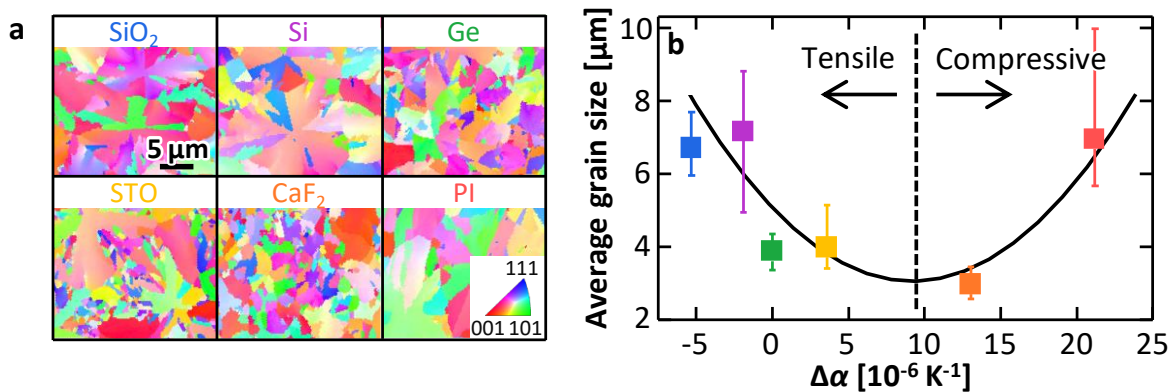 a
SiO₂ Si Ge
5 μm
STO CaF₂ PI
111
001 101
b
Tensile Compressive
Average grain size [μm]
10
8
6
4
2
-5 0 5 10 15 20 25
Δα [10⁻⁶ K⁻¹]